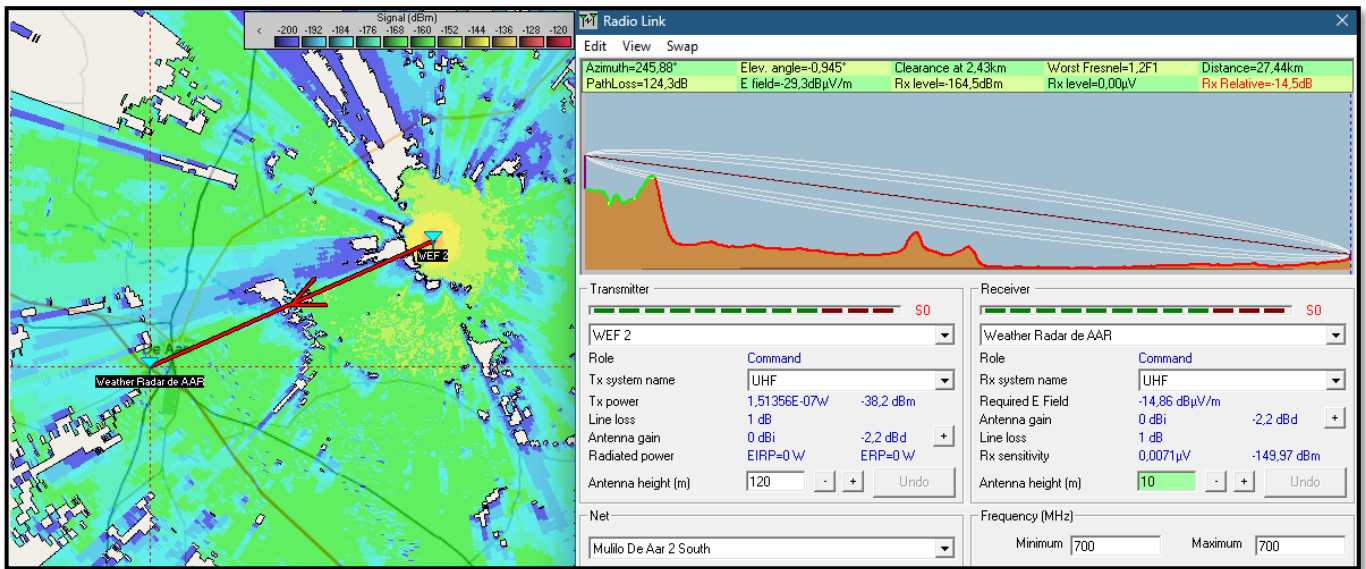 Signal (dBm)
< -200 -192 -184 -176 -168 -160 -152 -144 -136 -128 -120
WEF 2
De Aar
Weather Radar de AAR
Radio Link
Edit View Swap
Azimuth=245,88° Elev. angle=-0,945° Clearance at 2,43km Worst Fresnel=1,2F1 Distance=27,44km
PathLoss=124,3dB E field=-29,3dBµV/m Rx level=-164,5dBm Rx level=0,00µV Rx Relative=-14,5dB
Transmitter
S0
WEF 2
Role Command
Tx system name UHF
Tx power 1,51356E-07W -38,2 dBm
Line loss 1 dB
Antenna gain 0 dBi -2,2 dBd +
Radiated power EIRP=0 W ERP=0 W
Antenna height (m) 120 - + Undo
Net
Mulilo De Aar 2 South
Receiver
S0
Weather Radar de AAR
Role Command
Rx system name UHF
Required E Field -14,86 dBµV/m
Antenna gain 0 dBi -2,2 dBd +
Line loss 1 dB
Rx sensitivity 0,0071µV -149,97 dBm
Antenna height (m) 10 - + Undo
Frequency (MHz)
Minimum 700 Maximum 700